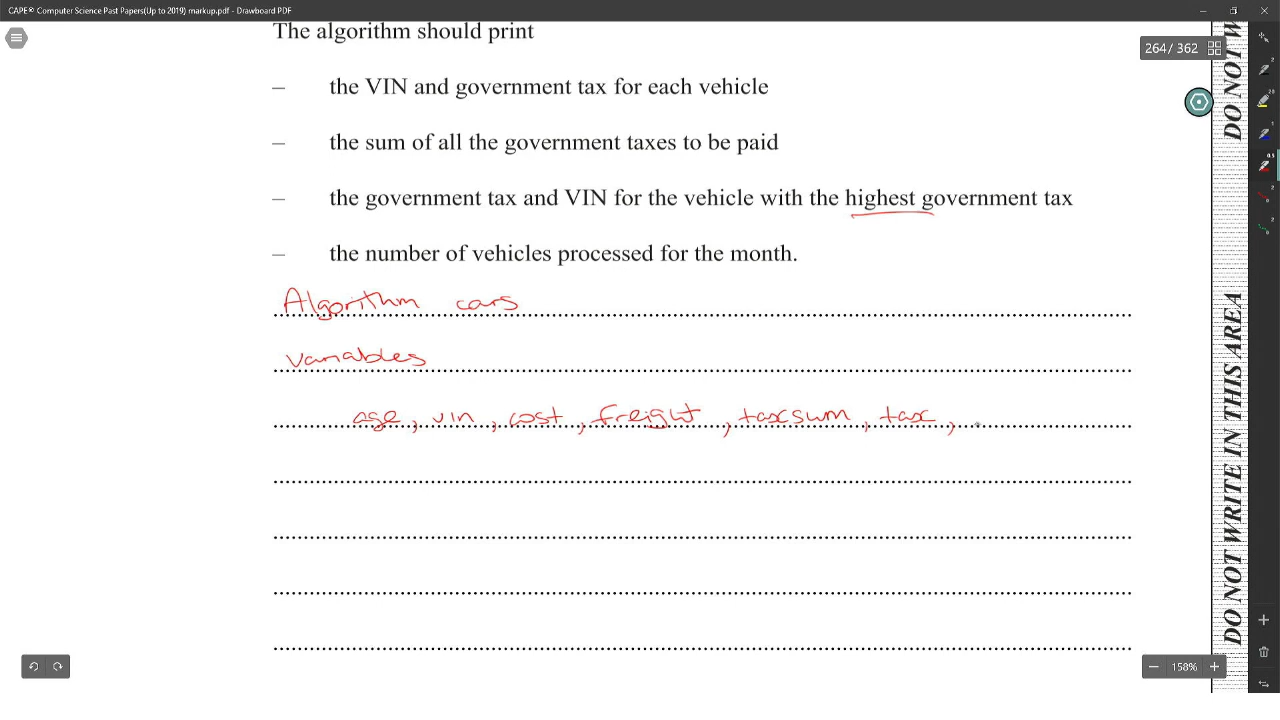 CAPE® Computer Science Past Papers(Up to 2019) markup.pdf - Drawboard PDF
The algorithm should print
264 / 362
— the VIN and government tax for each vehicle
— the sum of all the government taxes to be paid
— the government tax and VIN for the vehicle with the highest government tax
— the number of vehicles processed for the month.
Algorithm cars
Variables
age, vin, cost, freight, taxsum, tax,
DO NOT W
DO NOT WRITE IN THIS AREA
158%